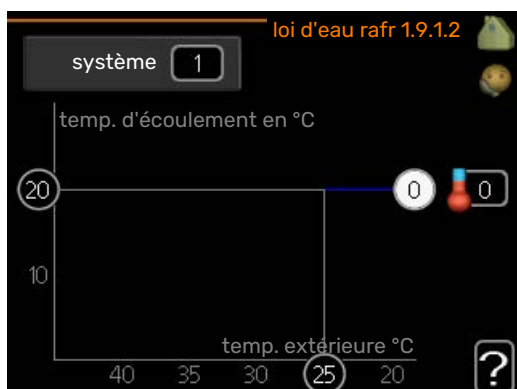 loi d'eau rafr 1.9.1.2
système 1
temp. d'écoulement en °C
20
0
0
10
temp. extérieure °C
40 35 30 25 20
?